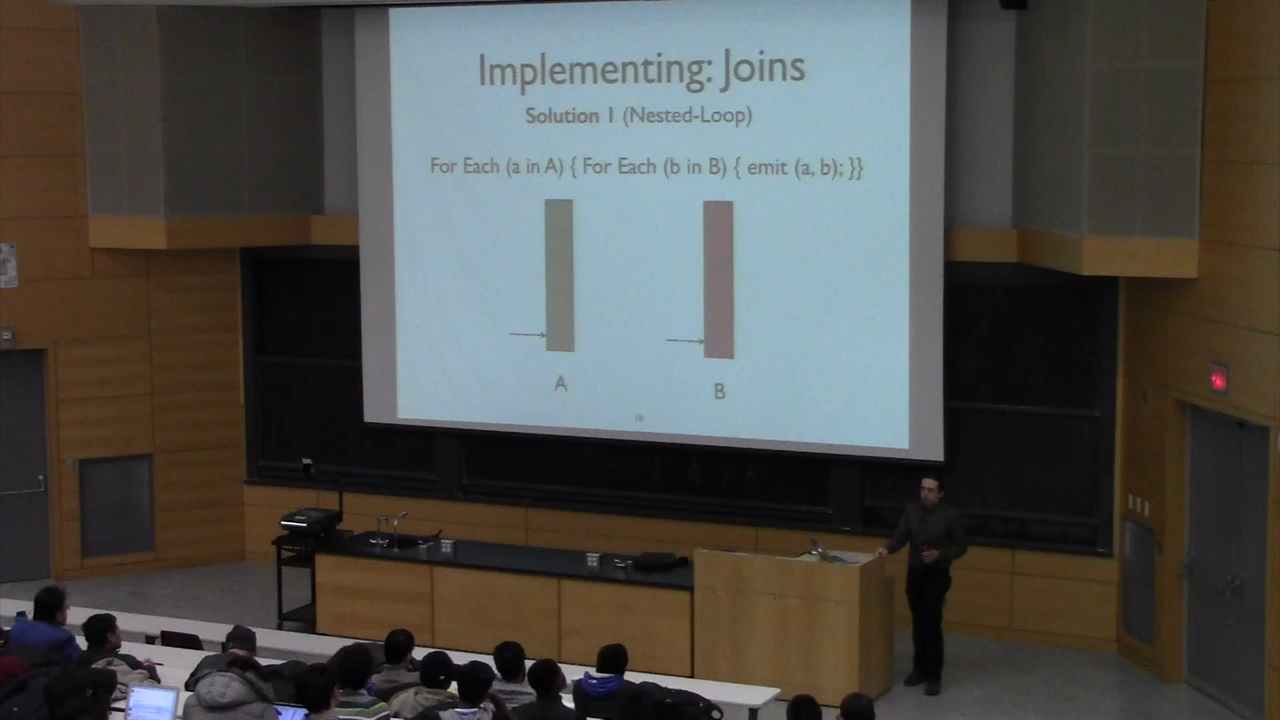 Implementing: Joins
Solution 1 (Nested-Loop)
For Each (a in A) { For Each (b in B) { emit (a, b); }}
A
B